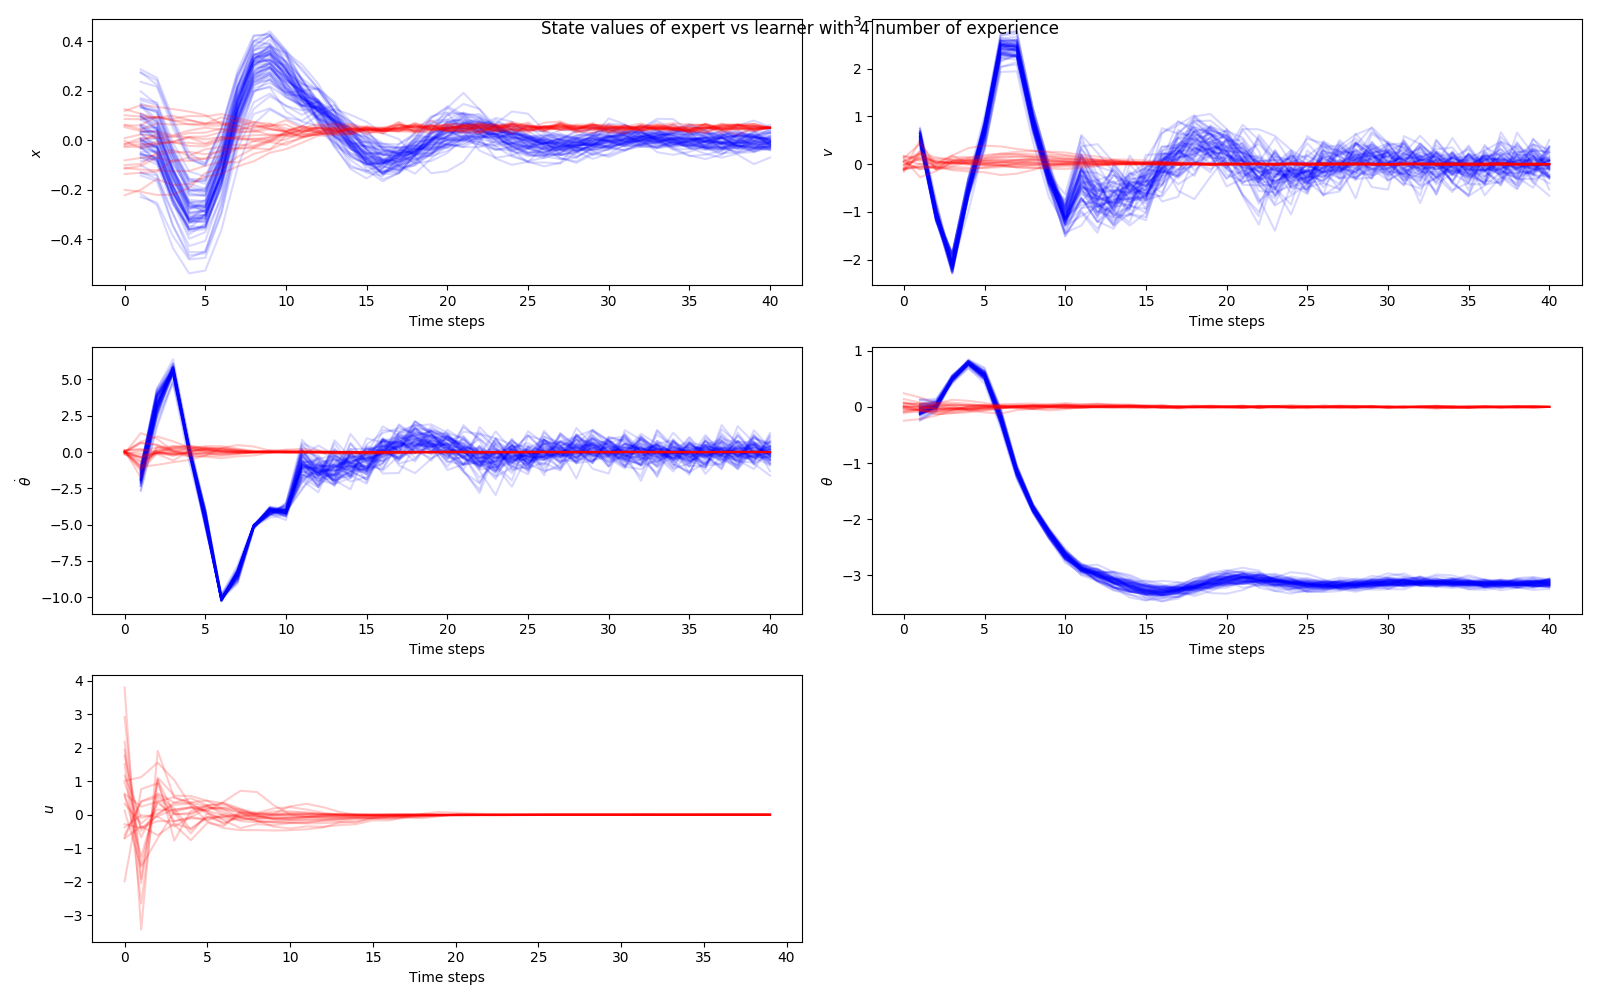 State values of expert vs learner with 4 number of experience
0.4
0.2
0.0
−0.2
−0.4
x
0 5 10 15 20 25 30 35 40
Time steps
3
2
1
0
−1
−2
v
0 5 10 15 20 25 30 35 40
Time steps
5.0
2.5
0.0
−2.5
−5.0
−7.5
−10.0
θ̇
0 5 10 15 20 25 30 35 40
Time steps
1
0
−1
−2
−3
θ
0 5 10 15 20 25 30 35 40
Time steps
4
3
2
1
0
−1
−2
−3
u
0 5 10 15 20 25 30 35 40
Time steps